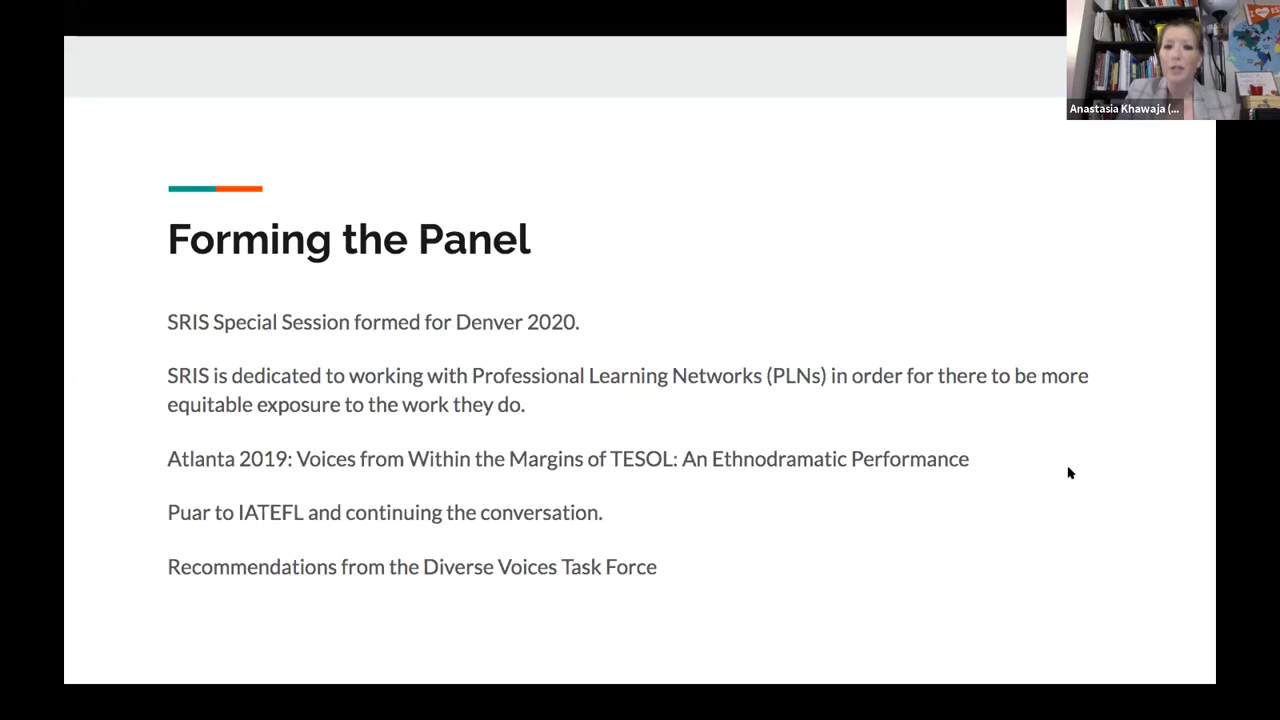 Anastasia Khawaja (...
Forming the Panel
SRIS Special Session formed for Denver 2020.
SRIS is dedicated to working with Professional Learning Networks (PLNs) in order for there to be more
equitable exposure to the work they do.
Atlanta 2019: Voices from Within the Margins of TESOL: An Ethnodramatic Performance
Puar to IATEFL and continuing the conversation.
Recommendations from the Diverse Voices Task Force